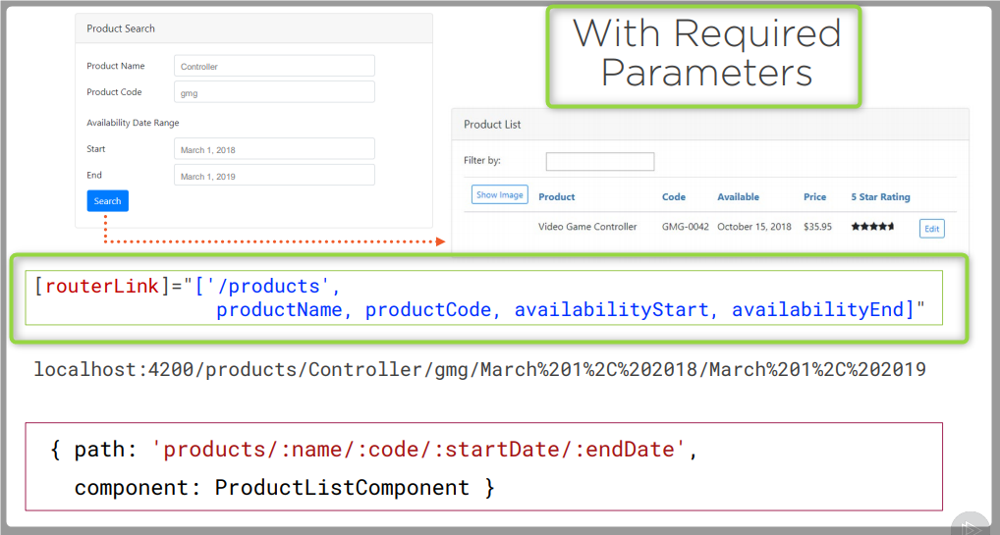 Product Search
Product Name Controller
Product Code gmg
Availability Date Range
Start March 1, 2018
End March 1, 2019
Search
With Required
Parameters
Product List
Filter by:
Show Image Product Code Available Price 5 Star Rating
Video Game Controller GMG-0042 October 15, 2018 $35.95 Edit
[routerLink]="['/products',
productName, productCode, availabilityStart, availabilityEnd]"
localhost:4200/products/Controller/gmg/March%201%2C%202018/March%201%2C%202019
{ path: 'products/:name/:code/:startDate/:endDate',
component: ProductListComponent }